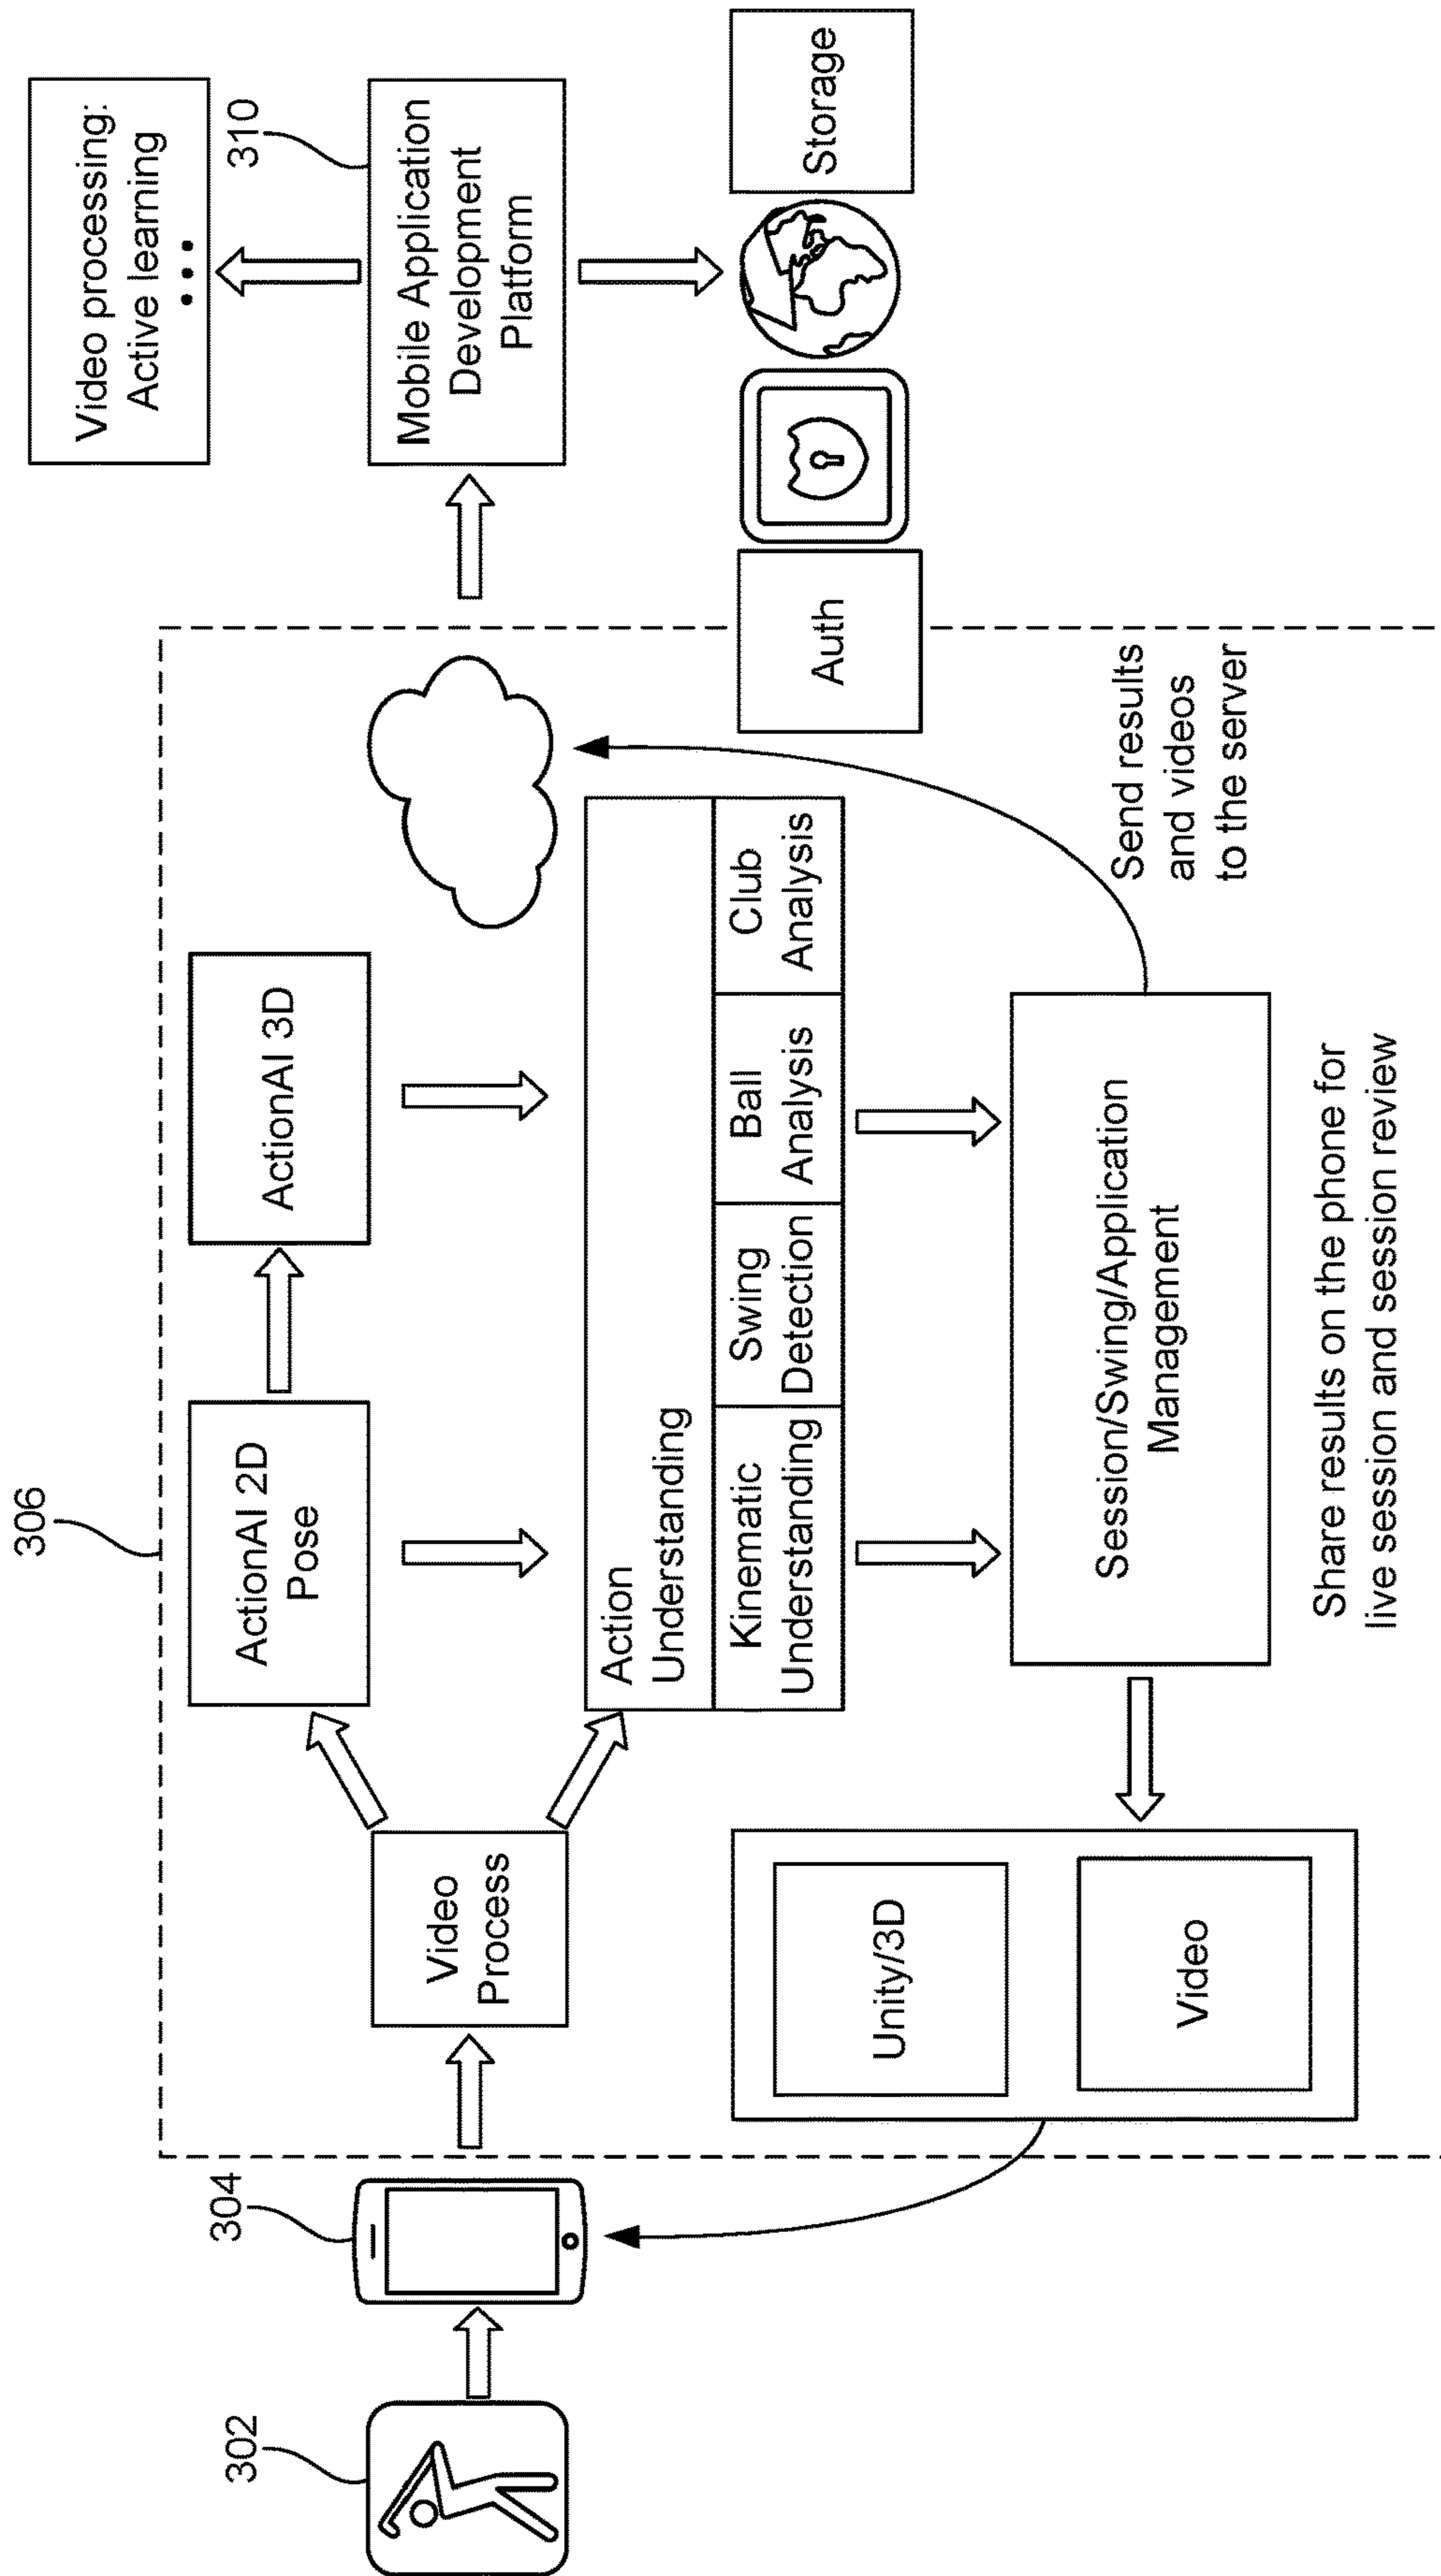 306
ActionAI 2D
Pose
ActionAI 3D
Video processing:
Active learning
...
310
Mobile Application
Development
Platform
302
304
Video
Process
Action
Understanding
Kinematic
Understanding
Swing
Detection
Ball
Analysis
Club
Analysis
Auth
Storage
Unity/3D
Video
Session/Swing/Application
Management
Send results
and videos
to the server
Share results on the phone for
live session and session review